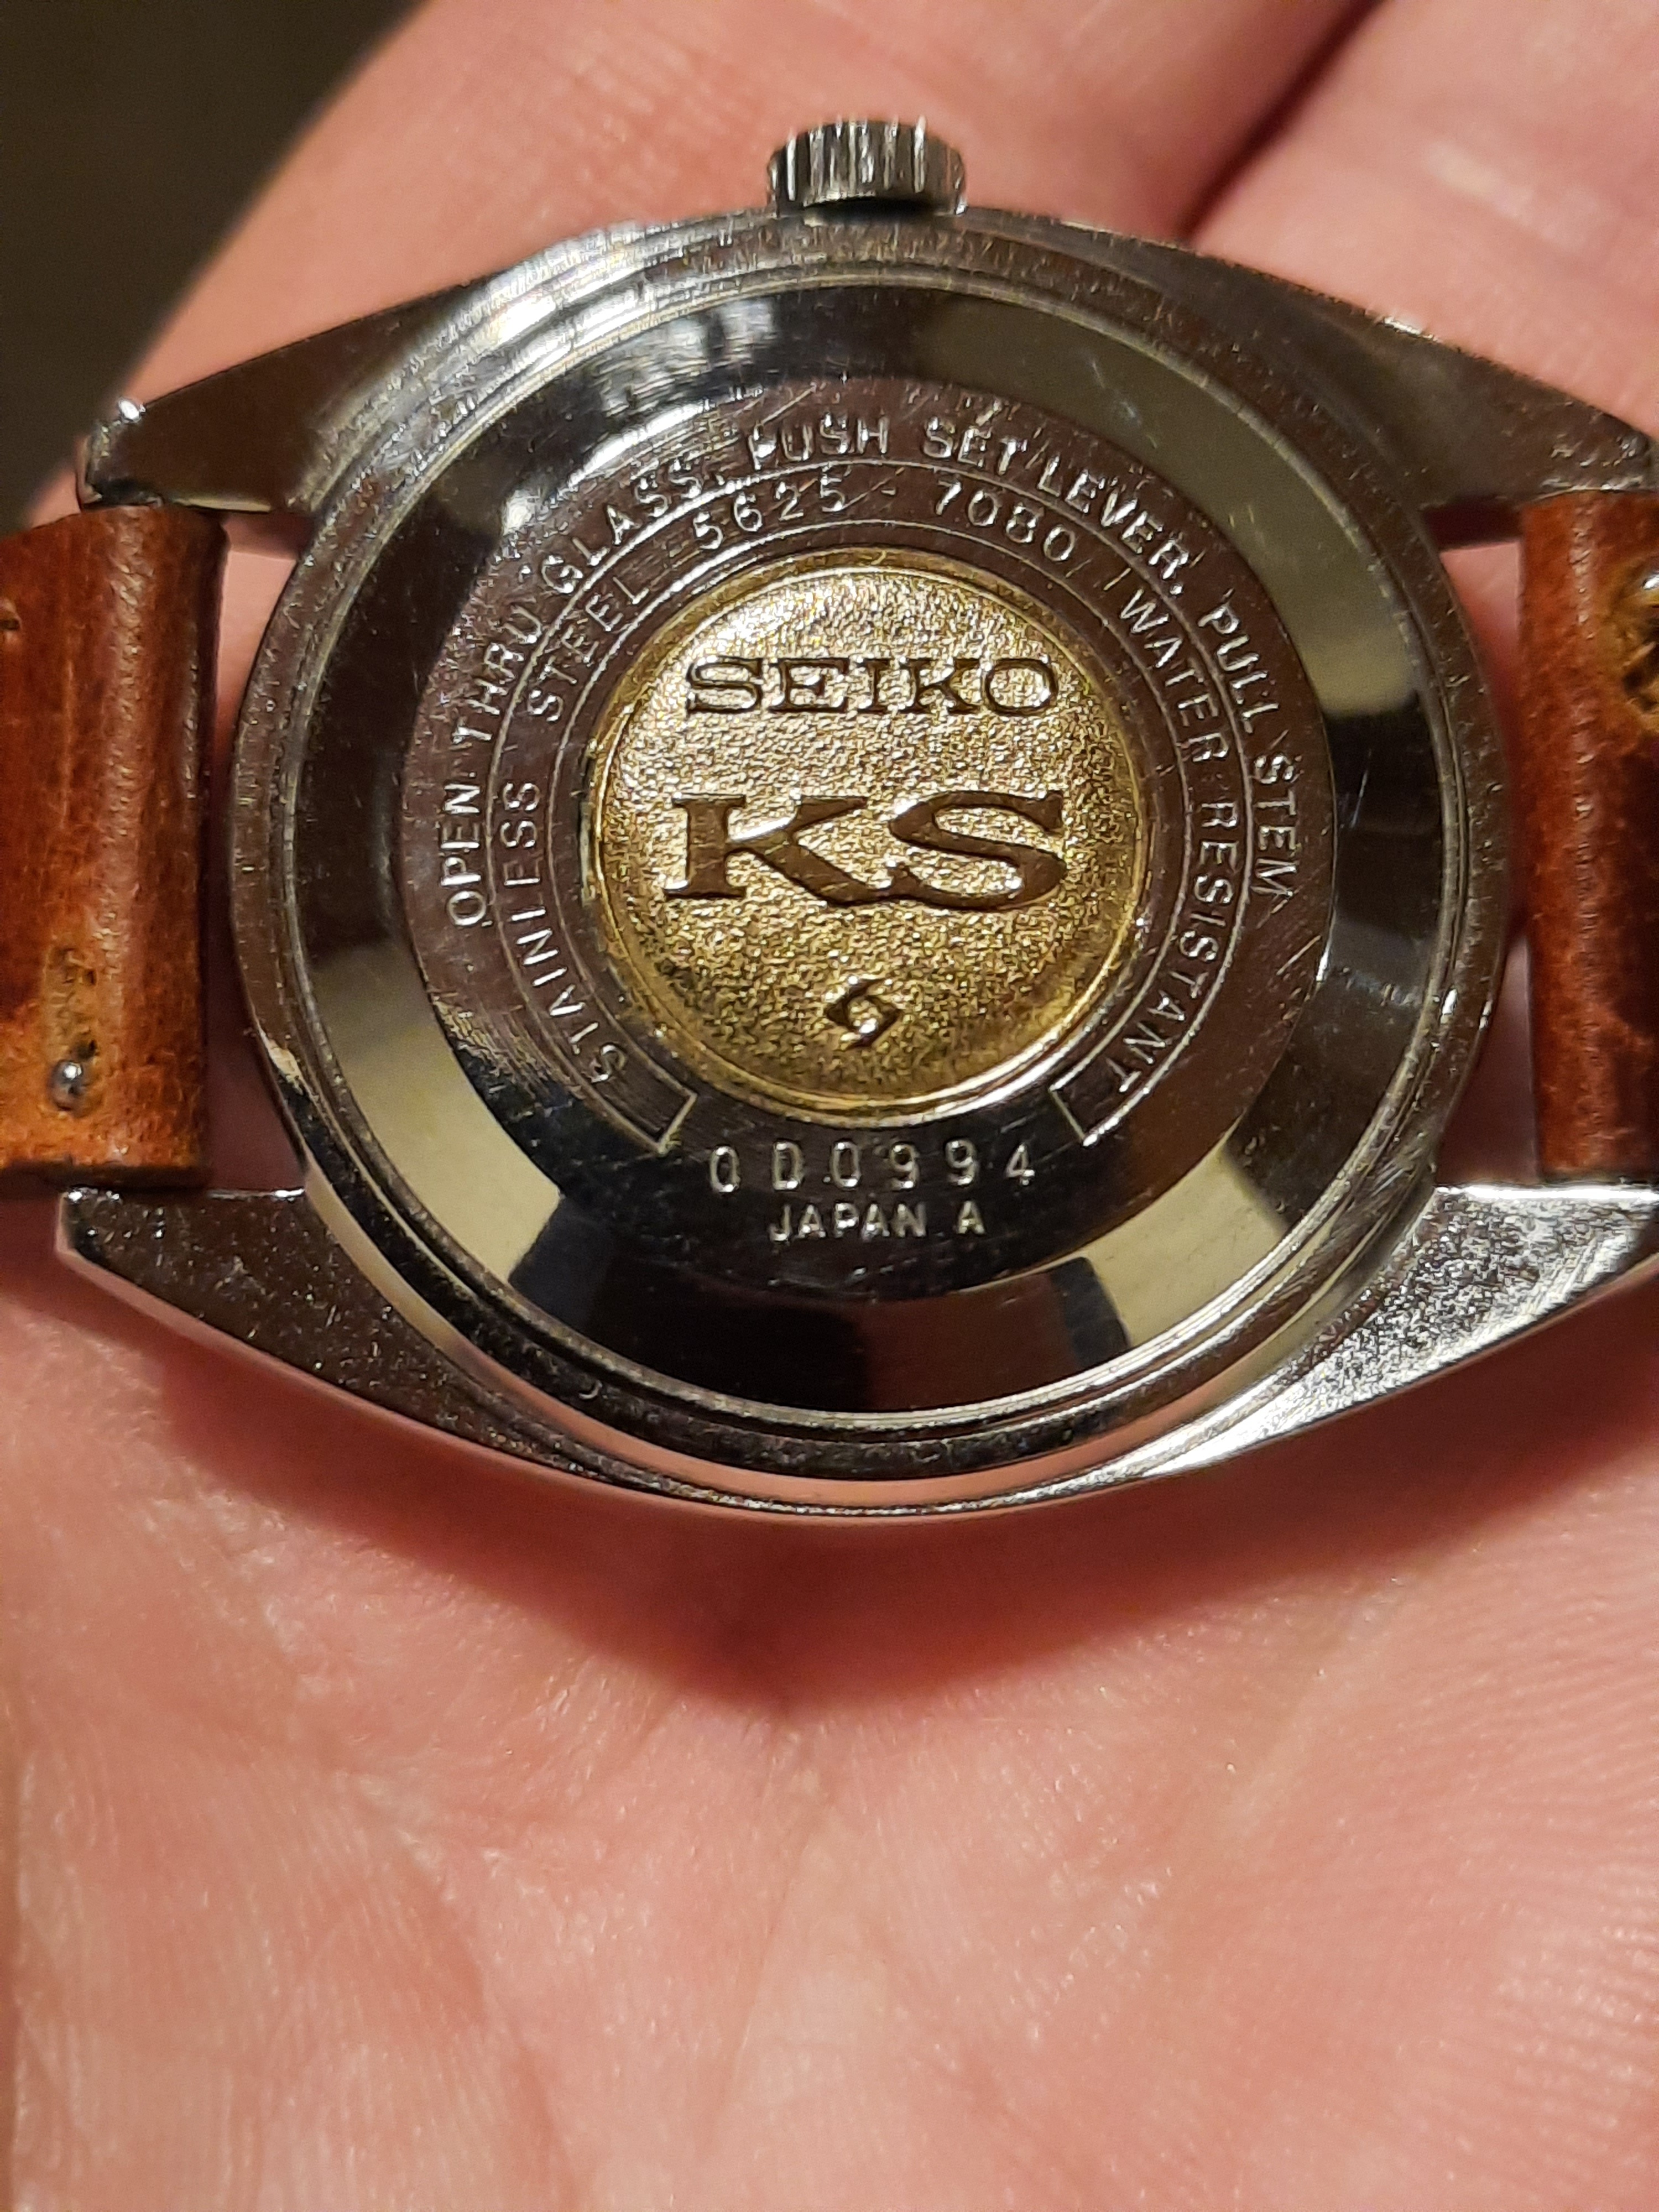 OPEN THRU GLASS, PUSH SET LEVER, PULL STEM
STAINLESS STEEL 5625-7080 WATER RESISTANT
SEIKO
KS
0D0994
JAPAN A